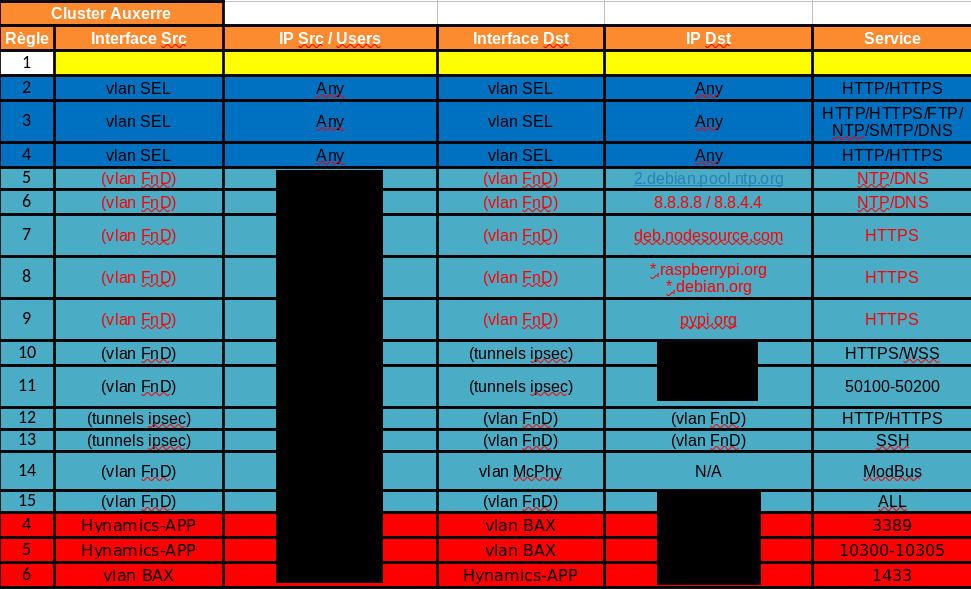 Cluster Auxerre
Règle Interface Src IP Src / Users Interface Dst IP Dst Service
1
2 vlan SEL Any vlan SEL Any HTTP/HTTPS
3 vlan SEL Any vlan SEL Any HTTP/HTTPS/FTP/
NTP/SMTP/DNS
4 vlan SEL Any vlan SEL Any HTTP/HTTPS
5 (vlan FnD) (vlan FnD) 2.debian.pool.ntp.org NTP/DNS
6 (vlan FnD) (vlan FnD) 8.8.8.8 / 8.8.4.4 NTP/DNS
7 (vlan FnD) (vlan FnD) deb.nodesource.com HTTPS
8 (vlan FnD) (vlan FnD) *.raspberrypi.org HTTPS
*.debian.org
9 (vlan FnD) (vlan FnD) pypi.org HTTPS
10 (vlan FnD) (tunnels ipsec) HTTPS/WSS
11 (vlan FnD) (tunnels ipsec) 50100-50200
12 (tunnels ipsec) (vlan FnD) (vlan FnD) HTTP/HTTPS
13 (tunnels ipsec) (vlan FnD) (vlan FnD) SSH
14 (vlan FnD) vlan McPhy N/A ModBus
15 (vlan FnD) (vlan FnD) ALL
4 Hynamics-APP vlan BAX 3389
5 Hynamics-APP vlan BAX 10300-10305
6 vlan BAX Hynamics-APP 1433